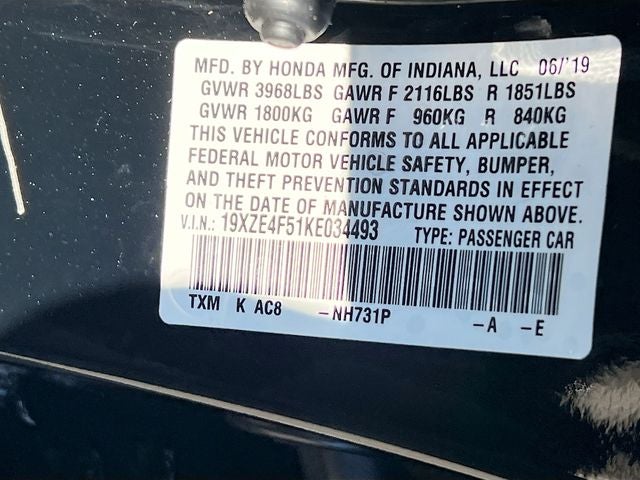 MFD. BY HONDA MFG. OF INDIANA, LLC 06/'19
GVWR 3968LBS GAWR F 2116LBS R 1851LBS
GVWR 1800KG GAWR F 960KG R 840KG
THIS VEHICLE CONFORMS TO ALL APPLICABLE
FEDERAL MOTOR VEHICLE SAFETY, BUMPER,
AND THEFT PREVENTION STANDARDS IN EFFECT
ON THE DATE OF MANUFACTURE SHOWN ABOVE.
V.I.N.: 19XZE4F51KE034493 TYPE: PASSENGER CAR
TXM K AC8 -NH731P -A -E